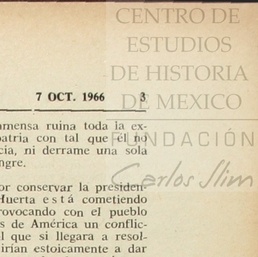 CENTRO DE
ESTUDIOS
DE HISTORIA
DE MEXICO
FUNDACIÓN
Carlos Slim
7 OCT. 1966 3
mensa ruina toda la ex-
patria con tal que él no
cia, ni derrame una sola
ngre.
or conservar la presiden-
Huerta está cometiendo
rovocando con el pueblo
s de América un conflic-
l que si llegara a resol-
irían estoicamente a dar